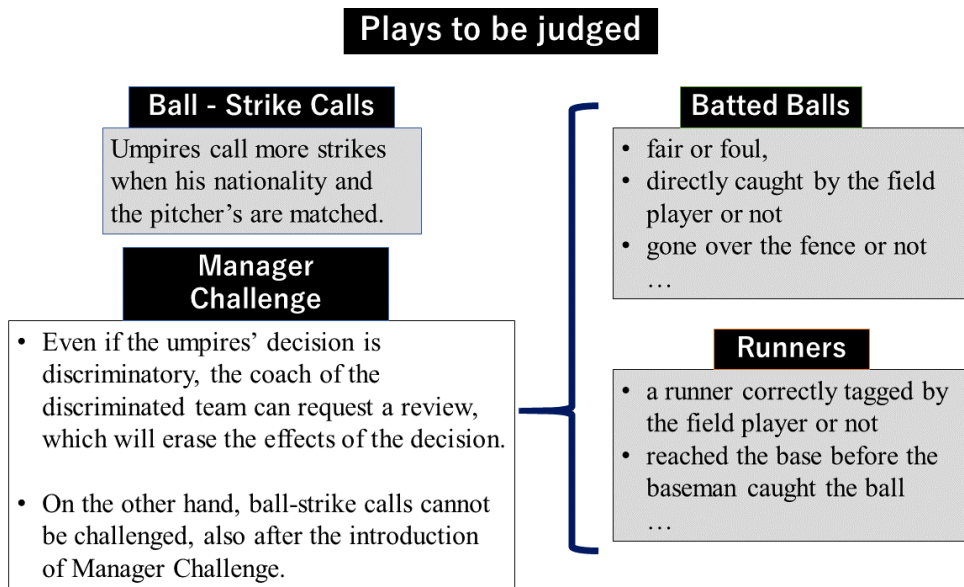 Plays to be judged
Ball - Strike Calls
Umpires call more strikes
when his nationality and
the pitcher’s are matched.
Manager
Challenge
• Even if the umpires’ decision is
discriminatory, the coach of the
discriminated team can request a review,
which will erase the effects of the decision.
• On the other hand, ball-strike calls cannot
be challenged, also after the introduction
of Manager Challenge.
Batted Balls
• fair or foul,
• directly caught by the field
player or not
• gone over the fence or not
…
Runners
• a runner correctly tagged by
the field player or not
• reached the base before the
baseman caught the ball
…